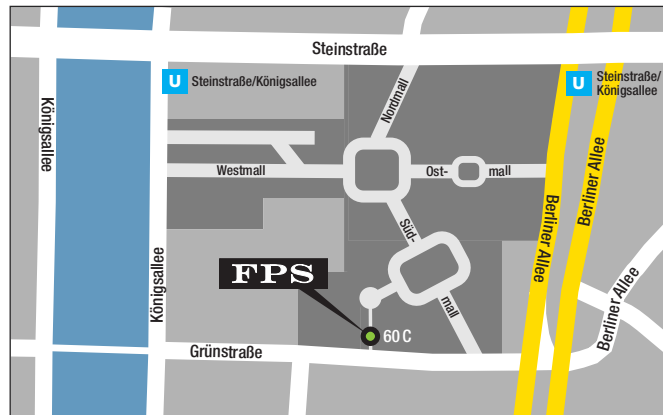 Steinstraße
U Steinstraße/Königsallee
U Steinstraße/
Königsallee
Königsallee
Nordmall
Berliner Allee
Westmall
Ost- mall
Süd-
mall
Königsallee
Berliner Allee
FPS
60 C
Berliner Allee
Grünstraße